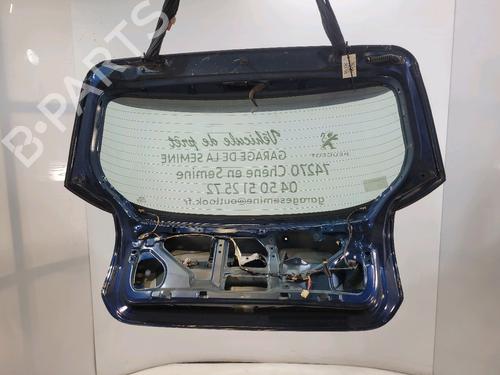 B-PARTS
Véhicule de prêt
PEUGEOT
GARAGE DE LA SEMINE
74270 Chêne en Semine
04 50 51 25 72
garagesemine@outlook.fr